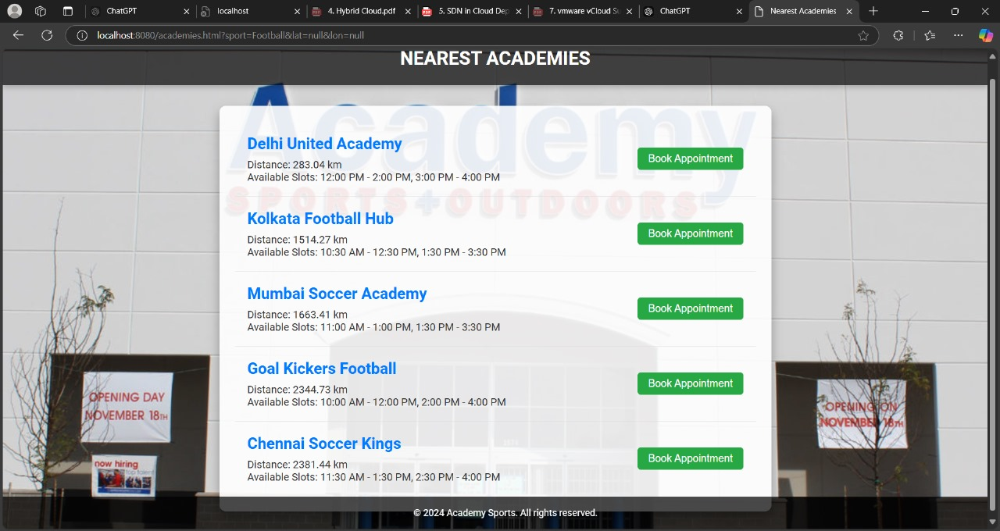 ChatGPT
localhost
4. Hybrid Cloud.pdf
5. SDN in Cloud Dep
7. vmware vCloud Su
ChatGPT
Nearest Academies
localhost:8080/academies.html?sport=Football&lat=null&lon=null
NEAREST ACADEMIES
Academy
SPORTS+OUTDOORS
Delhi United Academy
Distance: 283.04 km
Available Slots: 12:00 PM - 2:00 PM, 3:00 PM - 4:00 PM
Book Appointment
Kolkata Football Hub
Distance: 1514.27 km
Available Slots: 10:30 AM - 12:30 PM, 1:30 PM - 3:30 PM
Book Appointment
Mumbai Soccer Academy
Distance: 1663.41 km
Available Slots: 11:00 AM - 1:00 PM, 1:30 PM - 3:30 PM
Book Appointment
Goal Kickers Football
Distance: 2344.73 km
Available Slots: 10:00 AM - 12:00 PM, 2:00 PM - 4:00 PM
Book Appointment
Chennai Soccer Kings
Distance: 2381.44 km
Available Slots: 11:30 AM - 1:30 PM, 2:30 PM - 4:00 PM
Book Appointment
OPENING DAY
NOVEMBER 18TH
now hiring
top talent
OPENING ON
NOVEMBER 18TH
© 2024 Academy Sports. All rights reserved.